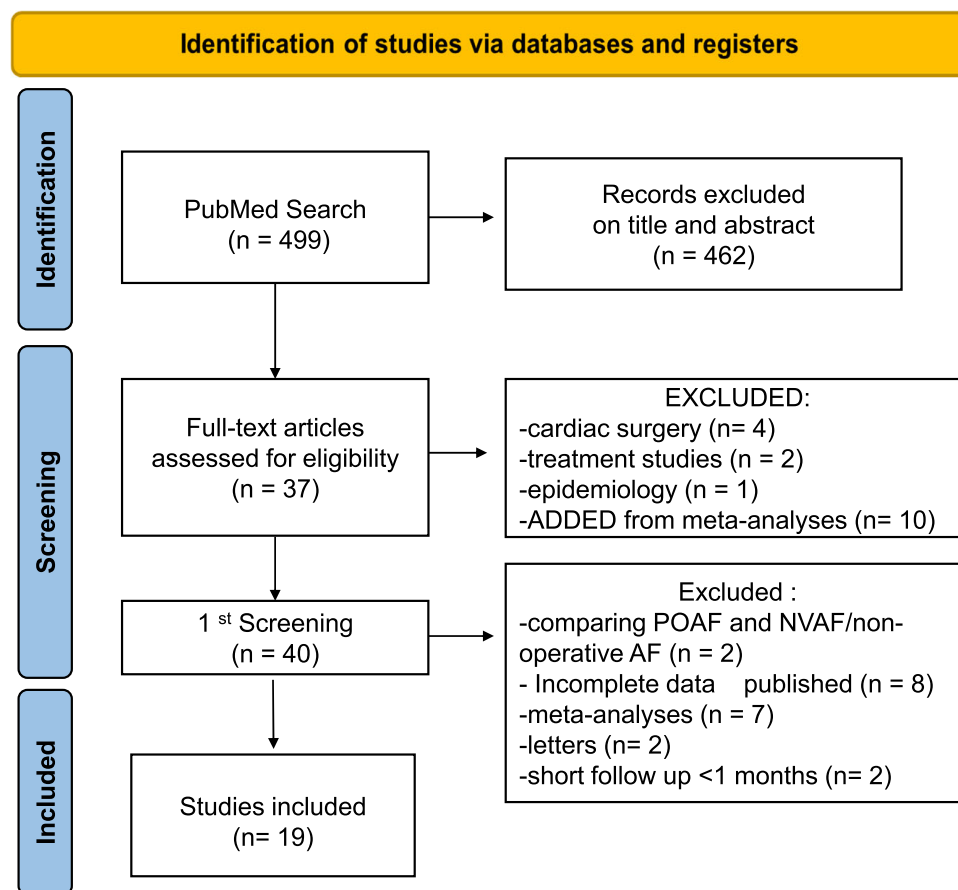 Identification of studies via databases and registers
Identification
PubMed Search
(n = 499)
Records excluded
on title and abstract
(n = 462)
Screening
Full-text articles
assessed for eligibility
(n = 37)
EXCLUDED:
-cardiac surgery (n= 4)
-treatment studies (n = 2)
-epidemiology (n = 1)
-ADDED from meta-analyses (n= 10)
1 st Screening
(n = 40)
Excluded :
-comparing POAF and NVAF/non-
operative AF (n = 2)
- Incomplete data published (n = 8)
-meta-analyses (n = 7)
-letters (n= 2)
-short follow up <1 months (n= 2)
Included
Studies included
(n= 19)